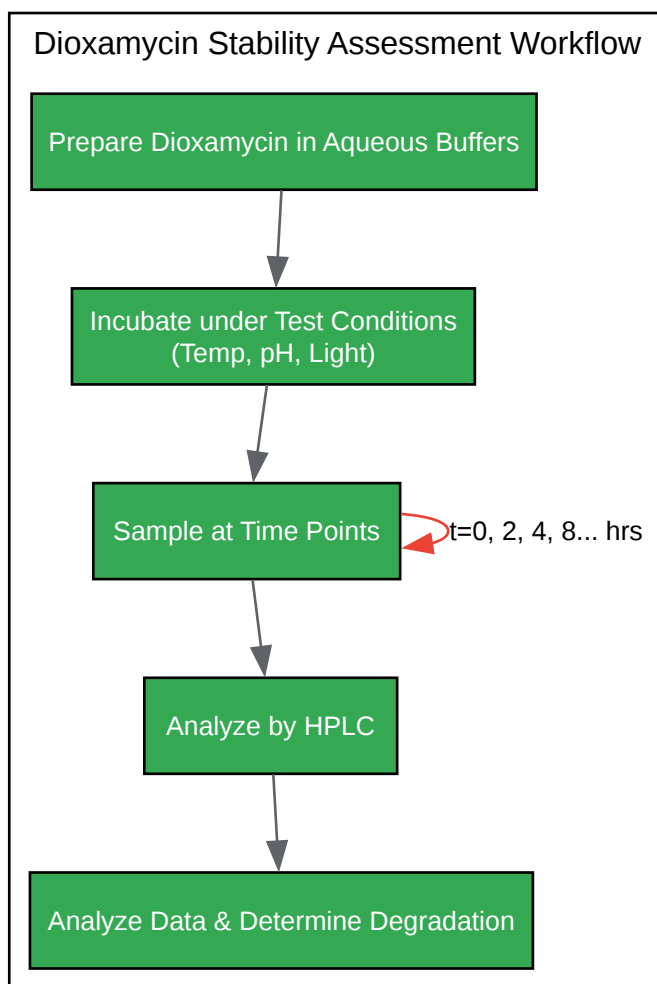 Dioxamycin Stability Assessment Workflow
Prepare Dioxamycin in Aqueous Buffers
Incubate under Test Conditions
(Temp, pH, Light)
Sample at Time Points
t=0, 2, 4, 8... hrs
Analyze by HPLC
Analyze Data & Determine Degradation